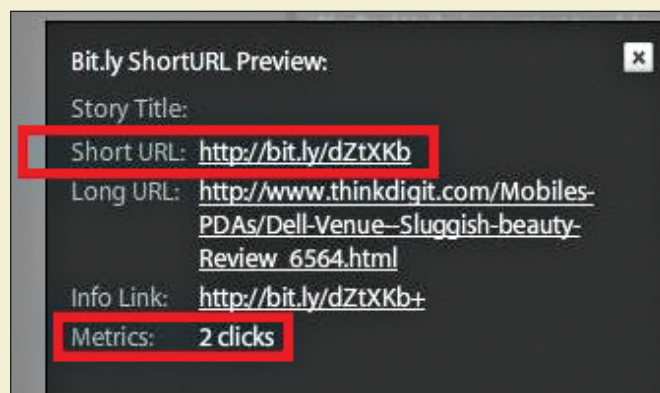 Bit.ly ShortURL Preview:
Story Title:
Short URL: http://bit.ly/dZtXKb
Long URL: http://www.thinkdigit.com/Mobiles-
PDAs/Dell-Venue--Sluggish-beauty-
Review_6564.html
Info Link: http://bit.ly/dZtXKb+
Metrics: 2 clicks